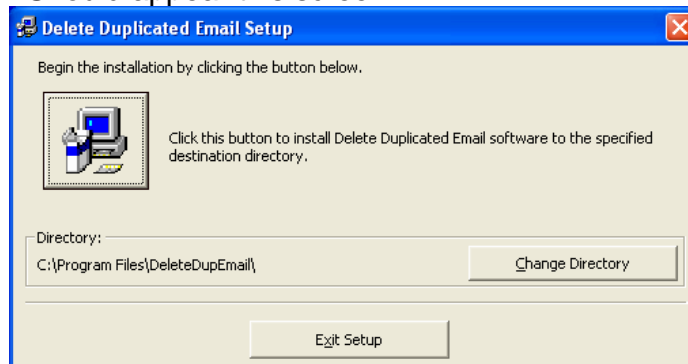 Delete Duplicated Email Setup
Begin the installation by clicking the button below.
Click this button to install Delete Duplicated Email software to the specified
destination directory.
Directory:
C:\Program Files\DeleteDupEmail\
Change Directory
Exit Setup